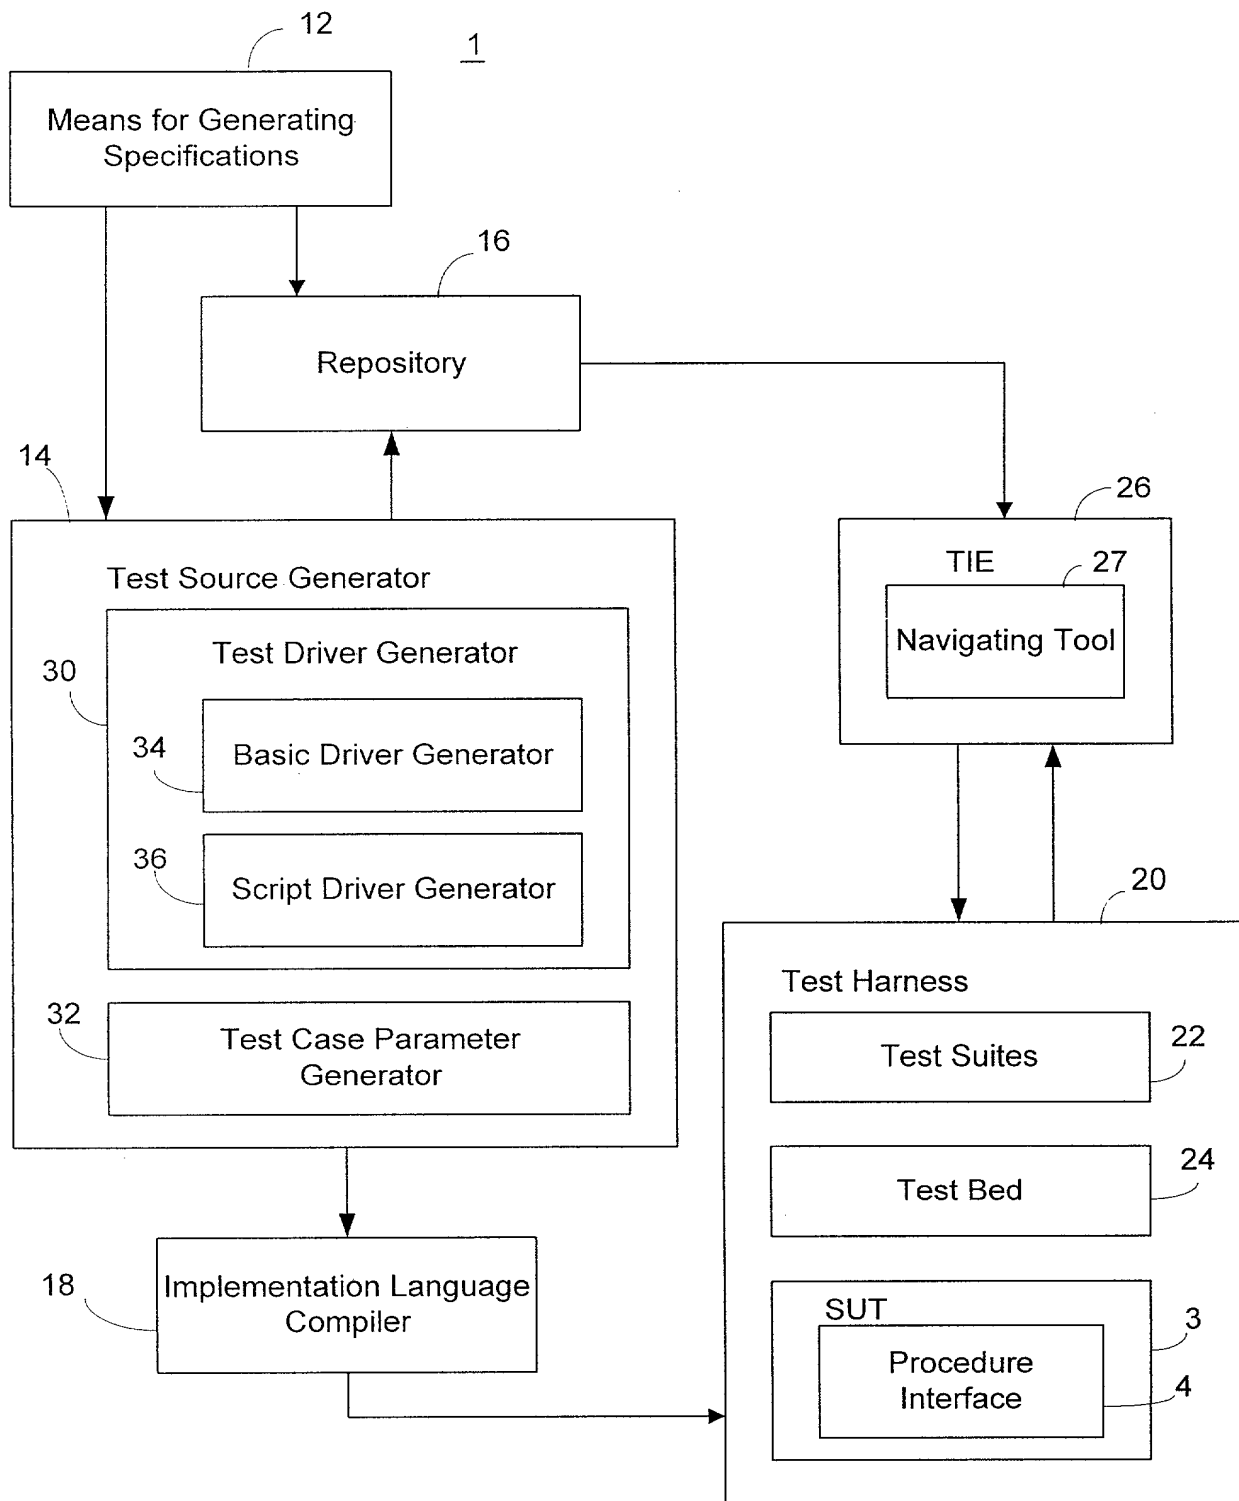 12
1
Means for Generating
Specifications
16
Repository
14
26
Test Source Generator
TIE
27
Navigating Tool
Test Driver Generator
30
34
Basic Driver Generator
36
Script Driver Generator
20
Test Harness
32
Test Case Parameter
Generator
Test Suites
22
Test Bed
24
18
Implementation Language
Compiler
SUT
3
Procedure
Interface
4